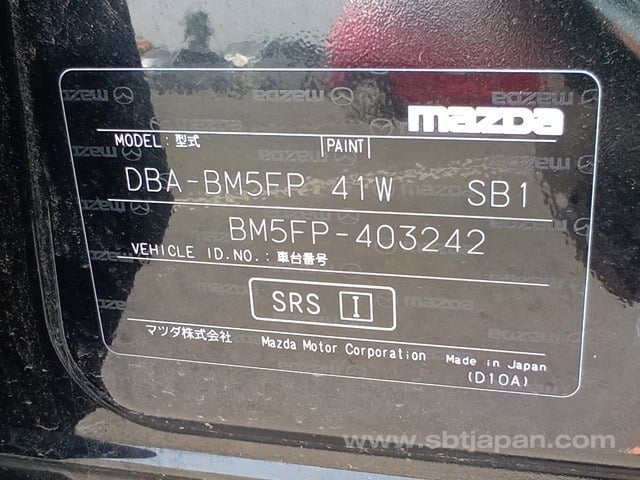 mazda
MODEL: 型式 PAINT
DBA-BM5FP 41W SB1
BM5FP-403242
VEHICLE ID.NO.: 車台番号
SRS I
マツダ株式会社 Mazda Motor Corporation Made in Japan
(D10A)
www.sbtjapan.com